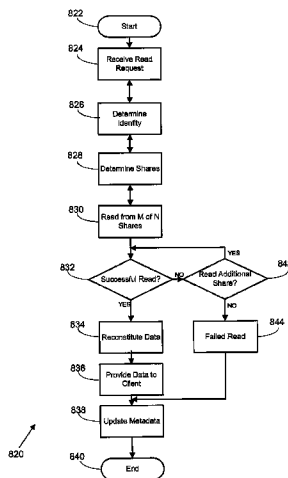 822
Start
824
Receive Read
Request
826
Determine
Identity
828
Determine Shares
830
Read from M of N
Shares
YES
832
Successful Read?
NO
Read Additional
Share?
YES
NO
834
Reconstitute Data
Failed Read
844
836
Provide Data to
Client
838
Update Metadata
820
840
End